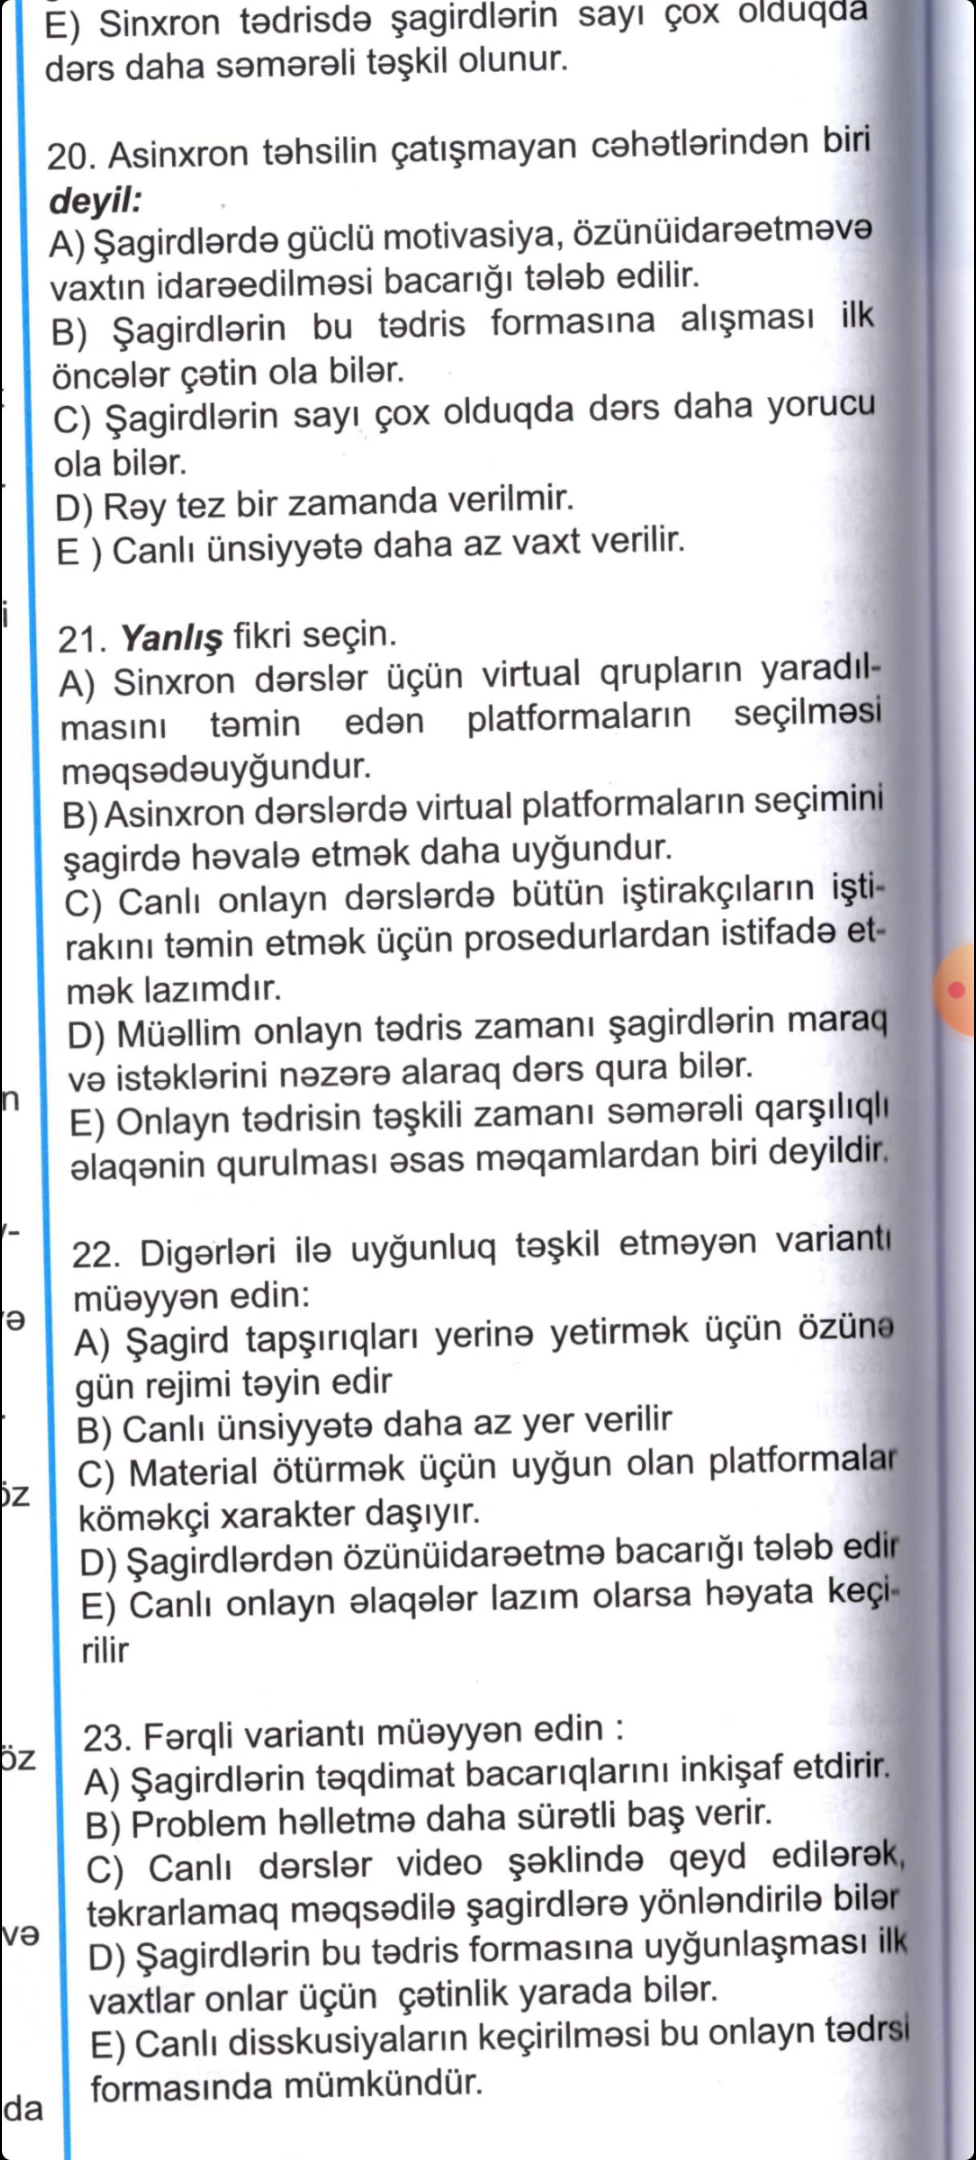 E) Sinxron tədrisdə şagirdlərin sayı çox olduqda
dərs daha səmərəli təşkil olunur.
20. Asinxron təhsilin çatışmayan cəhətlərindən biri
deyil:
A) Şagirdlərdə güclü motivasiya, özünüidarəetməvə
vaxtın idarəedilməsi bacarığı tələb edilir.
B) Şagirdlərin bu tədris formasına alışması ilk
öncələr çətin ola bilər.
C) Şagirdlərin sayı çox olduqda dərs daha yorucu
ola bilər.
D) Rəy tez bir zamanda verilmir.
E ) Canlı ünsiyyətə daha az vaxt verilir.
21. Yanlış fikri seçin.
A) Sinxron dərslər üçün virtual qrupların yaradıl-
masını təmin edən platformaların seçilməsi
məqsədəuyğundur.
B) Asinxron dərslərdə virtual platformaların seçimini
şagirdə həvalə etmək daha uyğundur.
C) Canlı onlayn dərslərdə bütün iştirakçıların işti-
rakını təmin etmək üçün prosedurlardan istifadə et-
mək lazımdır.
D) Müəllim onlayn tədris zamanı şagirdlərin maraq
və istəklərini nəzərə alaraq dərs qura bilər.
E) Onlayn tədrisin təşkili zamanı səmərəli qarşılıqlı
əlaqənin qurulması əsas məqamlardan biri deyildir.
22. Digərləri ilə uyğunluq təşkil etməyən variantı
müəyyən edin:
A) Şagird tapşırıqları yerinə yetirmək üçün özünə
gün rejimi təyin edir
B) Canlı ünsiyyətə daha az yer verilir
C) Material ötürmək üçün uyğun olan platformalar
köməkçi xarakter daşıyır.
D) Şagirdlərdən özünüidarəetmə bacarığı tələb edir
E) Canlı onlayn əlaqələr lazım olarsa həyata keçi-
rilir
23. Fərqli variantı müəyyən edin :
A) Şagirdlərin təqdimat bacarıqlarını inkişaf etdirir.
B) Problem həlletmə daha sürətli baş verir.
C) Canlı dərslər video şəklində qeyd edilərək,
təkrarlamaq məqsədilə şagirdlərə yönləndirilə bilər
D) Şagirdlərin bu tədris formasına uyğunlaşması ilk
vaxtlar onlar üçün çətinlik yarada bilər.
E) Canlı disskusiyaların keçirilməsi bu onlayn tədrsi
formasında mümkündür.